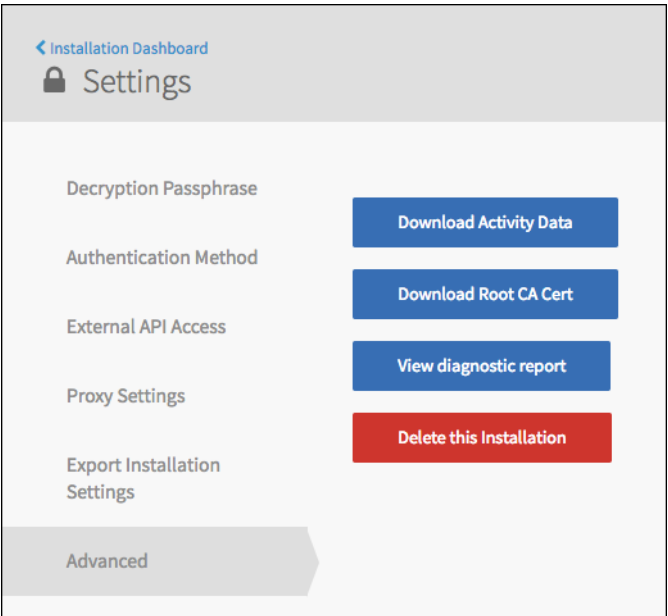 Installation Dashboard
Settings
Decryption Passphrase
Authentication Method
External API Access
Proxy Settings
Export Installation
Settings
Advanced
Download Activity Data
Download Root CA Cert
View diagnostic report
Delete this Installation